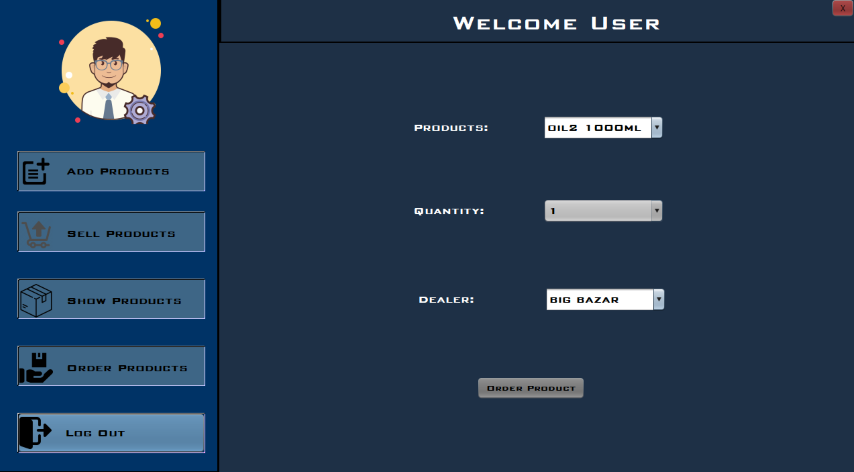 Welcome User
X
Add Products
Sell Products
Show Products
Order Products
Log Out
Products:
OIL2 1000ML
Quantity:
1
Dealer:
BIG BAZAR
Order Product